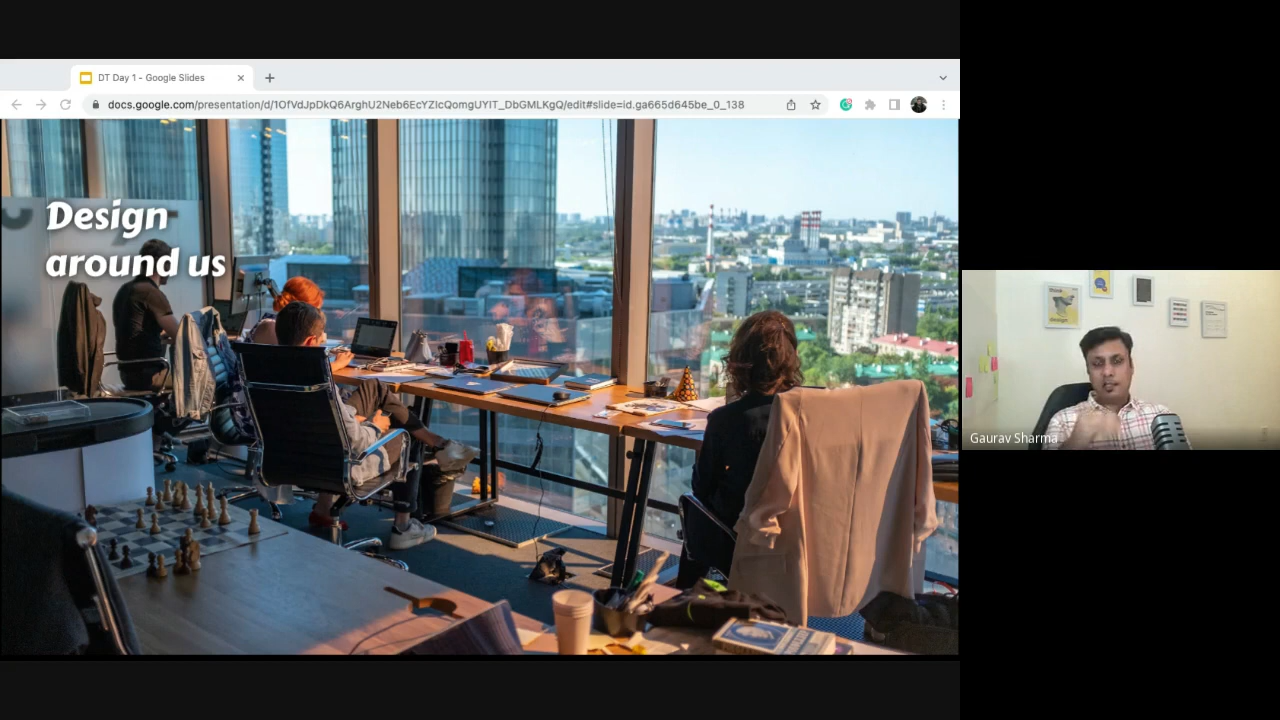 DT Day 1 - Google Slides
docs.google.com/presentation/d/1OfVdJpDkQ6ArghU2Neb6EcYZIcQomgUYIT_DbGMLKgQ/edit#slide=id.ga665d645be_0_138
Design
around us
Gaurav Sharma